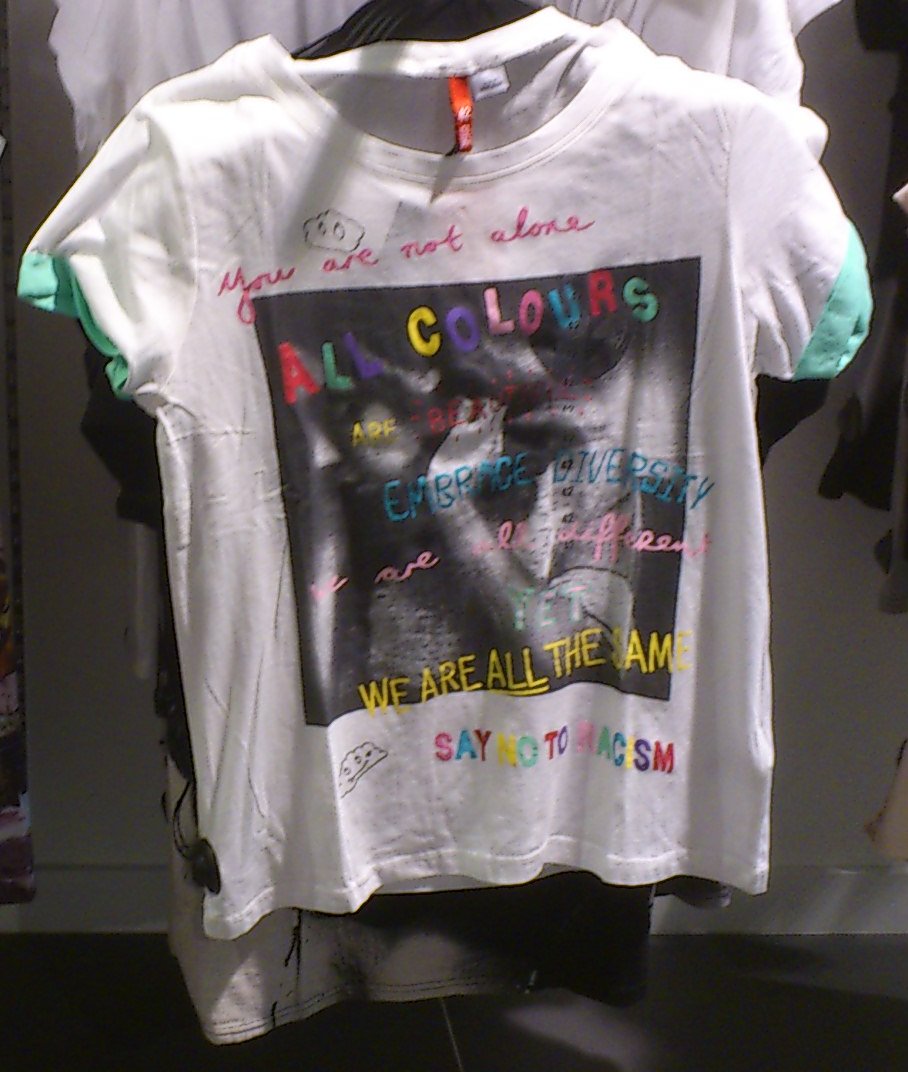 you are not alone
ALL COLOURS
ARE BEAUTIFUL
EMBRACE DIVERSITY
we are all different
YET
WE ARE ALL THE SAME
SAY NO TO RACISM